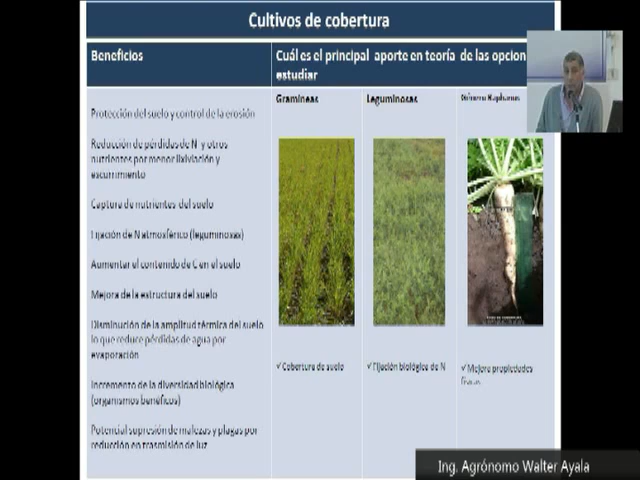 Cultivos de cobertura
Beneficios
Cuál es el principal aporte en teoría de las opcion
estudiar
Gramíneas
Leguminosas
Género Raphanus
Protección del suelo y control de la erosión
Reducción de pérdidas de N y otros
nutrientes por menor lixiviación y
escurrimiento
Captura de nutrientes del suelo
Fijación de N atmosférico (leguminosas)
Aumentar el contenido de C en el suelo
Mejora de la estructura del suelo
Disminución de la amplitud térmica del suelo
lo que reduce pérdidas de agua por
evaporación
Incremento de la diversidad biológica
(organismos benéficos)
Potencial supresión de malezas y plagas por
reducción en trasmisión de luz
✓Cobertura de suelo
✓Fijación biológica de N
✓Mejora propiedades
físicas
Ing. Agrónomo Walter Ayala